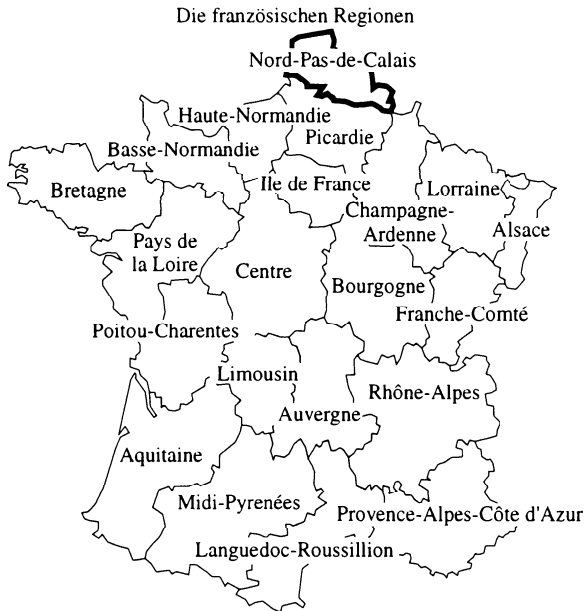 Die französischen Regionen
Nord-Pas-de-Calais
Haute-Normandie
Picardie
Basse-Normandie
Bretagne
Ile de France
Lorraine
Champagne-
Ardenne
Alsace
Pays de
la Loire
Centre
Bourgogne
Franche-Comté
Poitou-Charentes
Limousin
Rhône-Alpes
Auvergne
Aquitaine
Midi-Pyrenées
Provence-Alpes-Côte d'Azur
Languedoc-Roussillion